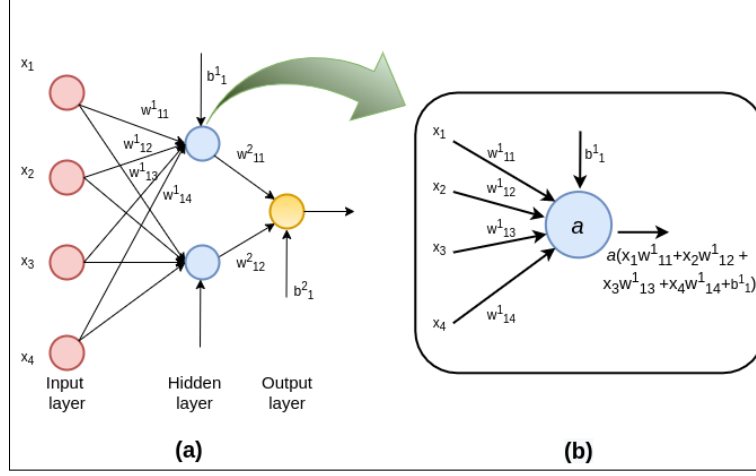 x₁
x₂
x₃
x₄
w¹₁₁
w¹₁₂
w¹₁₃
w¹₁₄
b¹₁
w²₁₁
w²₁₂
b²₁
Input
layer
Hidden
layer
Output
layer
(a)
x₁
x₂
x₃
x₄
w¹₁₁
w¹₁₂
w¹₁₃
w¹₁₄
b¹₁
a
a(x₁w¹₁₁+x₂w¹₁₂ +
x₃w¹₁₃ +x₄w¹₁₄+b¹₁)
(b)